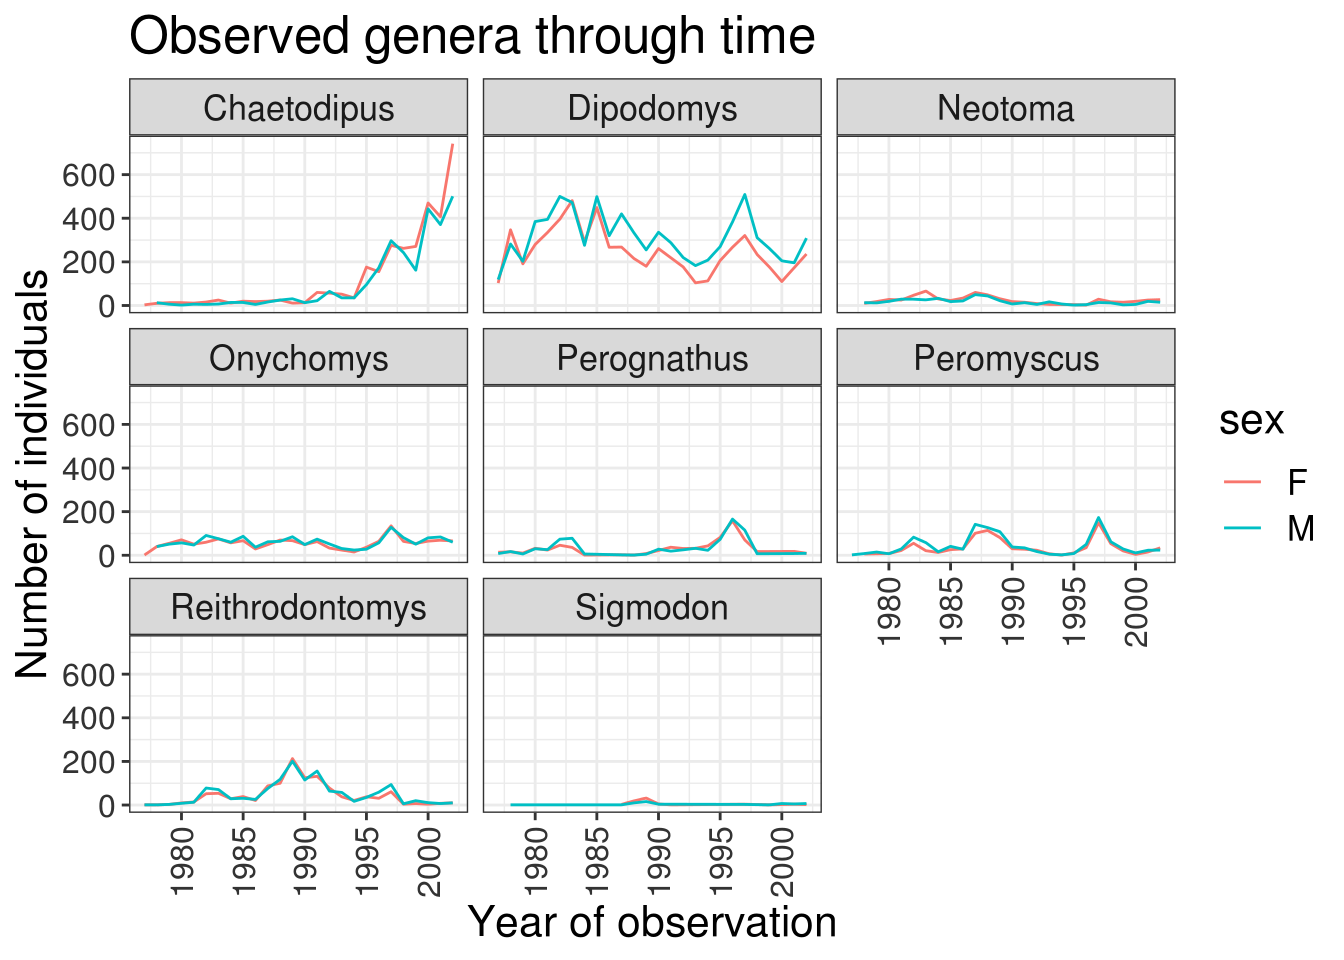 Observed genera through time
Chaetodipus
Dipodomys
Neotoma
600
400
200
0
Onychomys
Perognathus
Peromyscus
600
400
200
0
1980
1985
1990
1995
2000
Reithrodontomys
Sigmodon
600
400
200
0
1980
1985
1990
1995
2000
1980
1985
1990
1995
2000
Number of individuals
Year of observation
sex
F
M